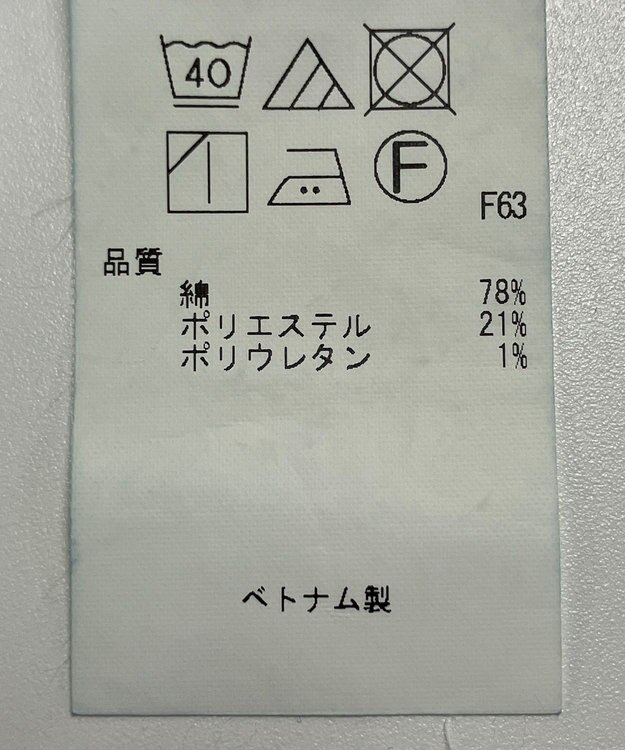 40
F
F63
品質
綿 78%
ポリエステル 21%
ポリウレタン 1%
ベトナム製